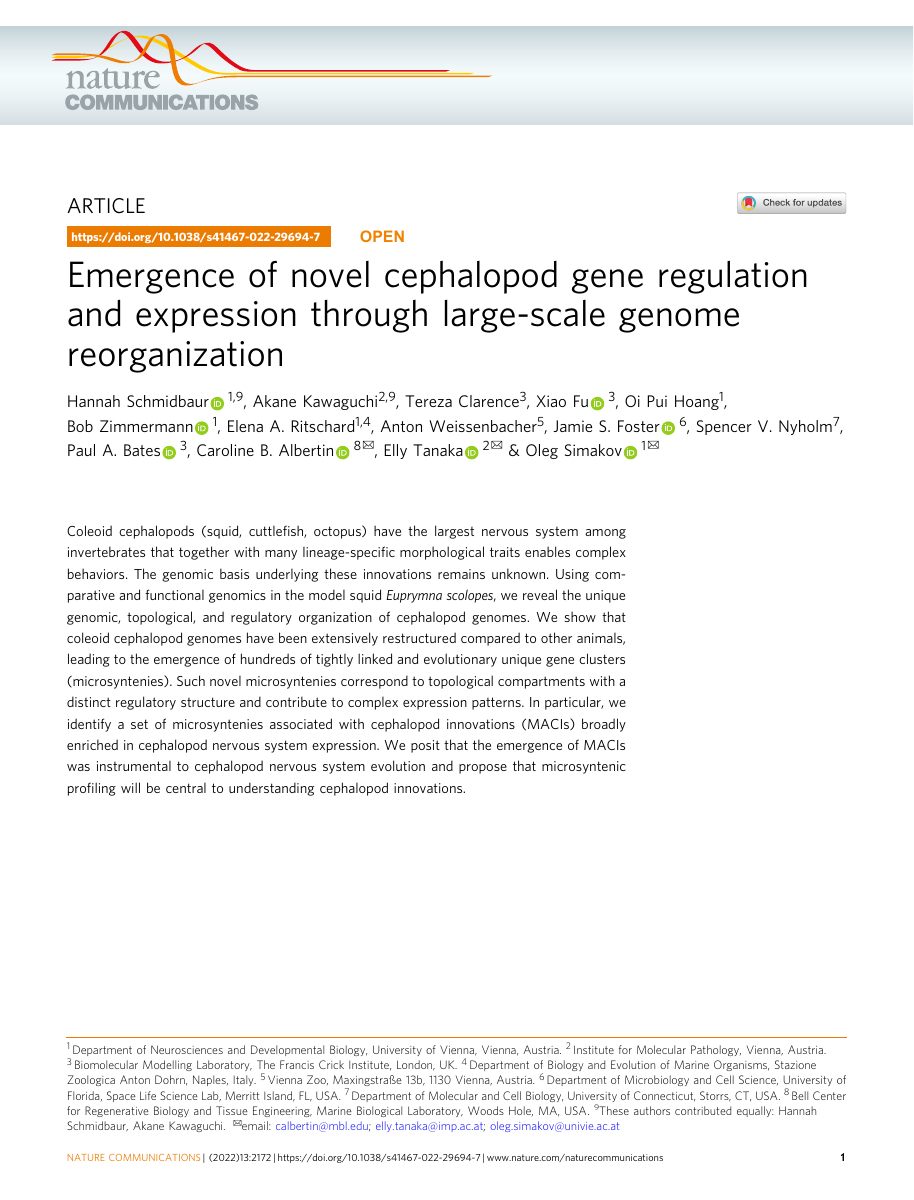 nature
COMMUNICATIONS
ARTICLE
Check for updates
https://doi.org/10.1038/s41467-022-29694-7 OPEN
Emergence of novel cephalopod gene regulation
and expression through large-scale genome
reorganization
Hannah Schmidbaur 1,9, Akane Kawaguchi2,9, Tereza Clarence3, Xiao Fu 3, Oi Pui Hoang1,
Bob Zimmermann 1, Elena A. Ritschard1,4, Anton Weissenbacher5, Jamie S. Foster 6, Spencer V. Nyholm7,
Paul A. Bates 3, Caroline B. Albertin 8✉, Elly Tanaka 2✉ & Oleg Simakov 1✉
Coleoid cephalopods (squid, cuttlefish, octopus) have the largest nervous system among
invertebrates that together with many lineage-specific morphological traits enables complex
behaviors. The genomic basis underlying these innovations remains unknown. Using com-
parative and functional genomics in the model squid Euprymna scolopes, we reveal the unique
genomic, topological, and regulatory organization of cephalopod genomes. We show that
coleoid cephalopod genomes have been extensively restructured compared to other animals,
leading to the emergence of hundreds of tightly linked and evolutionary unique gene clusters
(microsyntenies). Such novel microsyntenies correspond to topological compartments with a
distinct regulatory structure and contribute to complex expression patterns. In particular, we
identify a set of microsyntenies associated with cephalopod innovations (MACIs) broadly
enriched in cephalopod nervous system expression. We posit that the emergence of MACIs
was instrumental to cephalopod nervous system evolution and propose that microsyntenic
profiling will be central to understanding cephalopod innovations.
1 Department of Neurosciences and Developmental Biology, University of Vienna, Vienna, Austria. 2 Institute for Molecular Pathology, Vienna, Austria.
3 Biomolecular Modelling Laboratory, The Francis Crick Institute, London, UK. 4 Department of Biology and Evolution of Marine Organisms, Stazione
Zoologica Anton Dohrn, Naples, Italy. 5 Vienna Zoo, Maxingstraße 13b, 1130 Vienna, Austria. 6 Department of Microbiology and Cell Science, University of
Florida, Space Life Science Lab, Merritt Island, FL, USA. 7 Department of Molecular and Cell Biology, University of Connecticut, Storrs, CT, USA. 8 Bell Center
for Regenerative Biology and Tissue Engineering, Marine Biological Laboratory, Woods Hole, MA, USA. 9These authors contributed equally: Hannah
Schmidbaur, Akane Kawaguchi. ✉email: calbertin@mbl.edu; elly.tanaka@imp.ac.at; oleg.simakov@univie.ac.at
NATURE COMMUNICATIONS | (2022)13:2172 | https://doi.org/10.1038/s41467-022-29694-7 | www.nature.com/naturecommunications 1